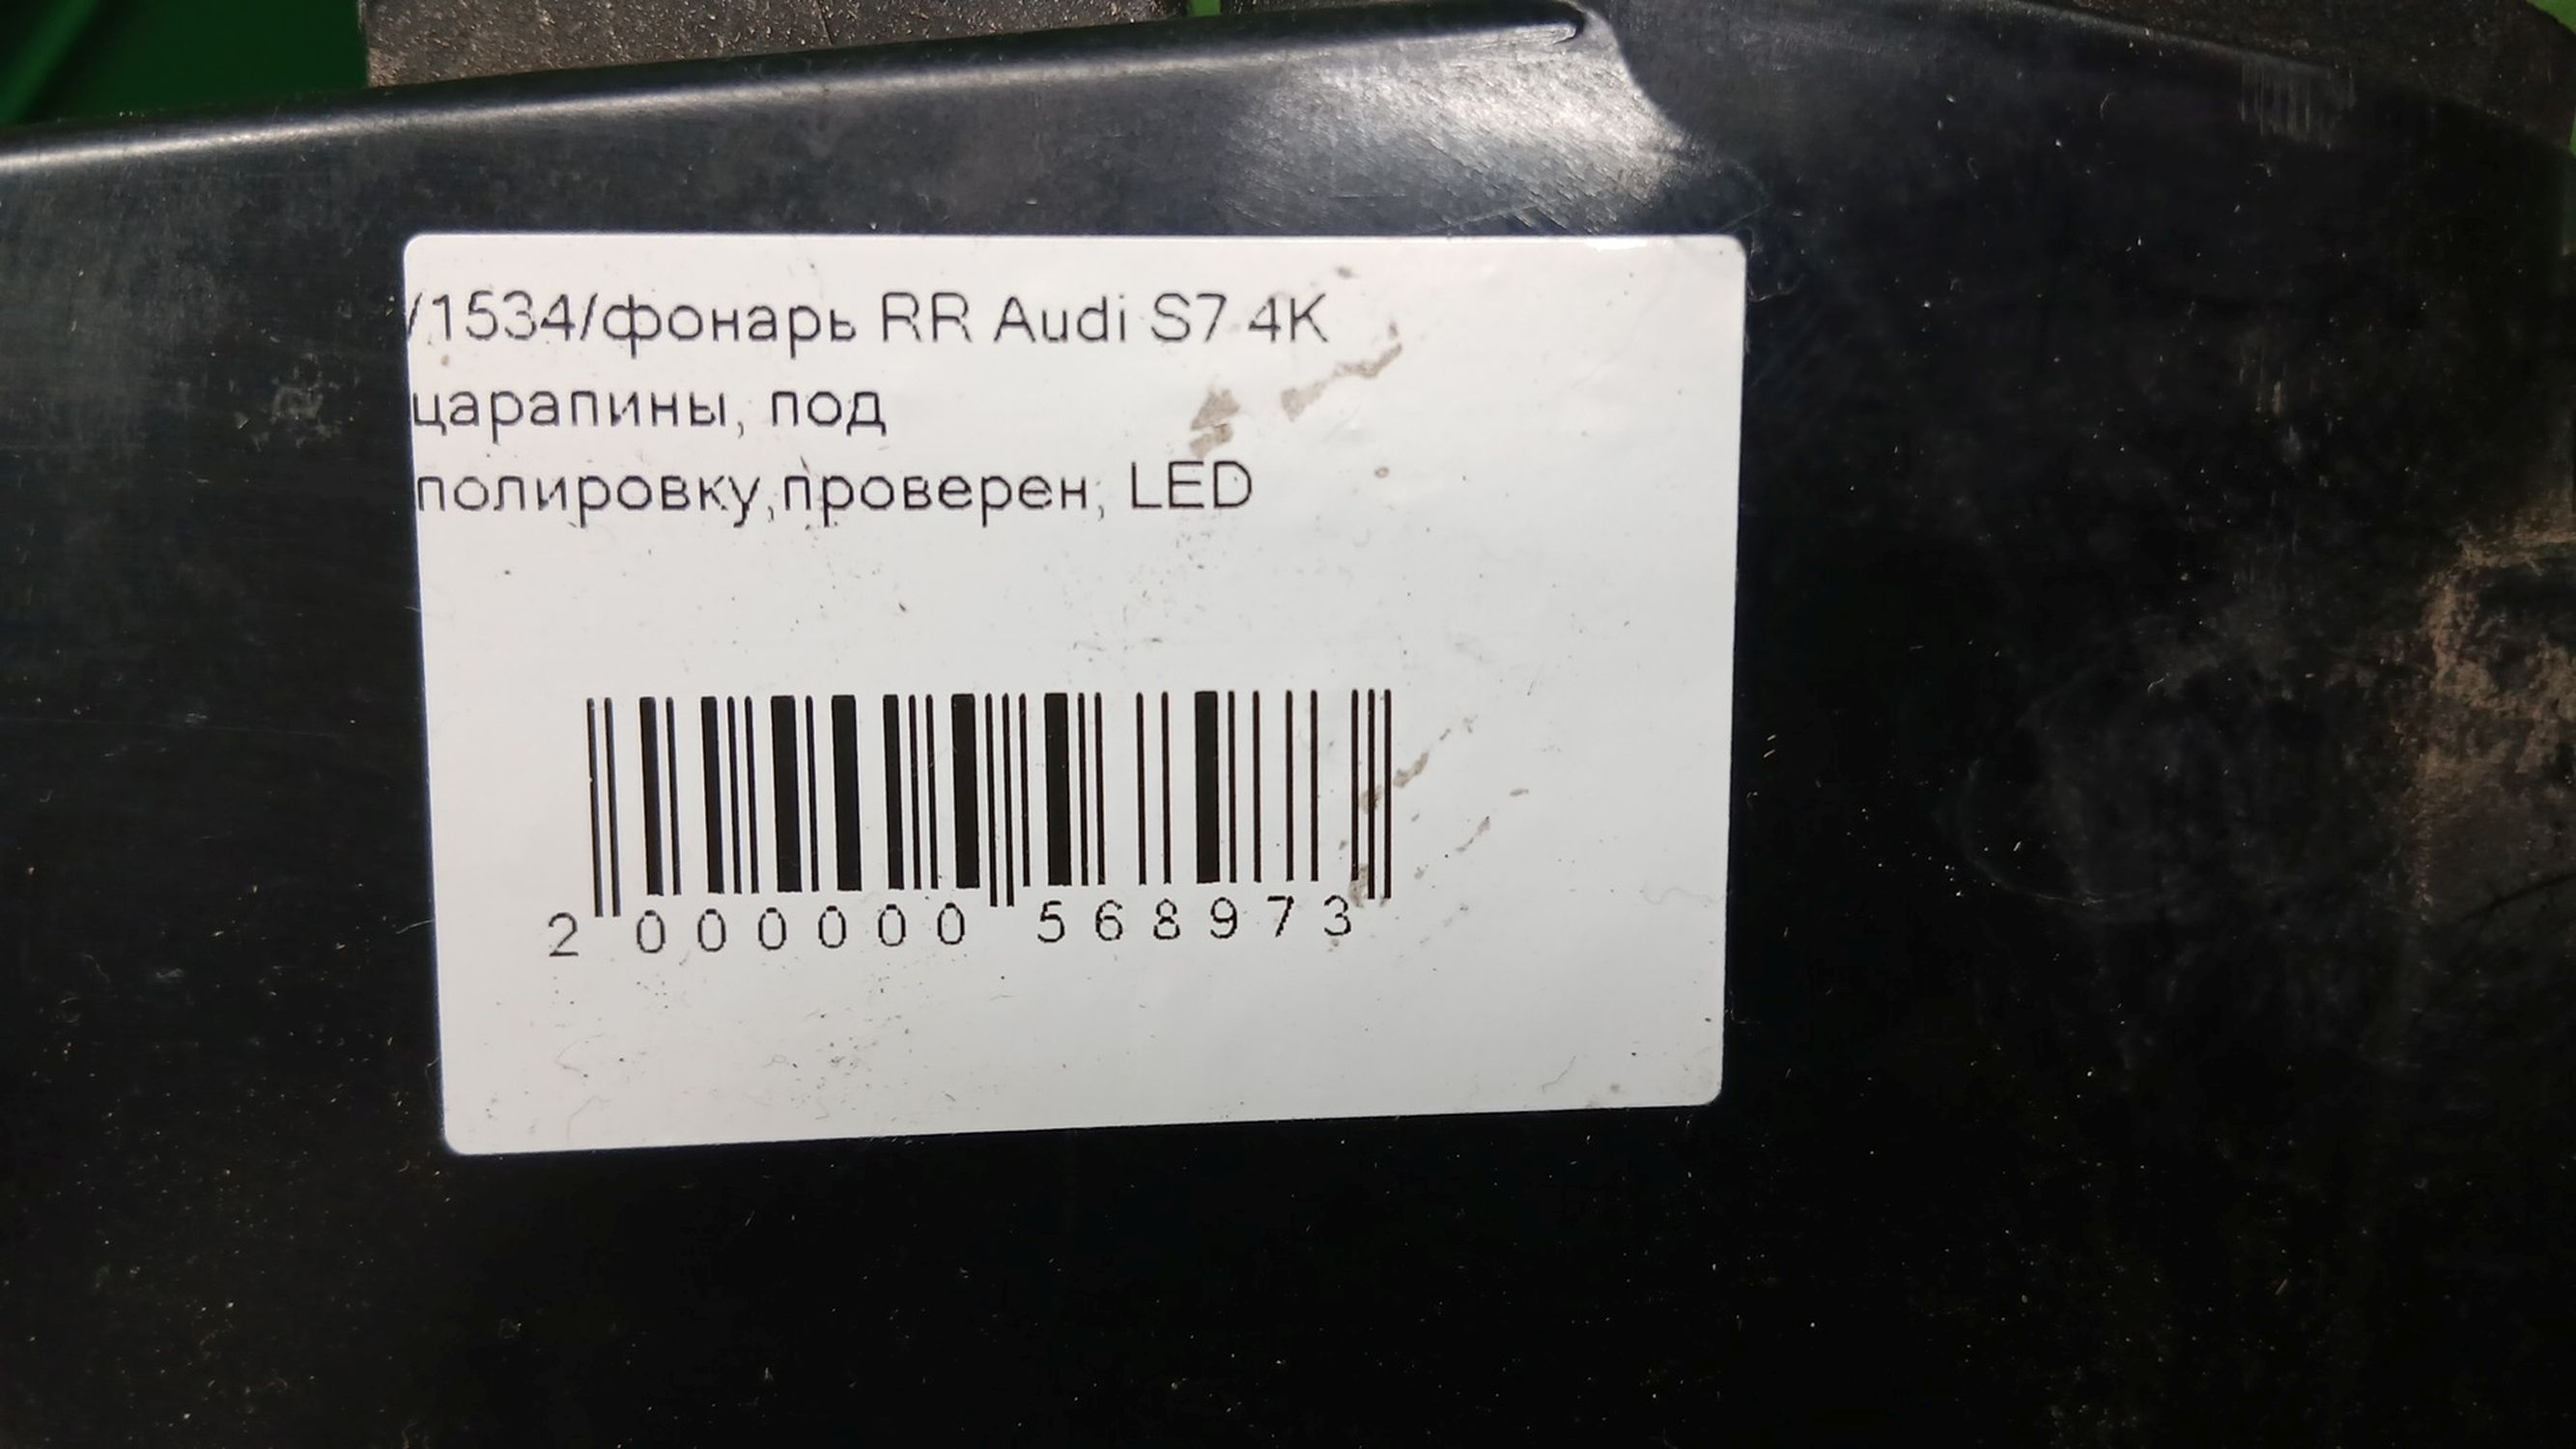 /1534/фонарь RR Audi S7 4K
царапины, под
полировку,проверен, LED
2 000000 568973